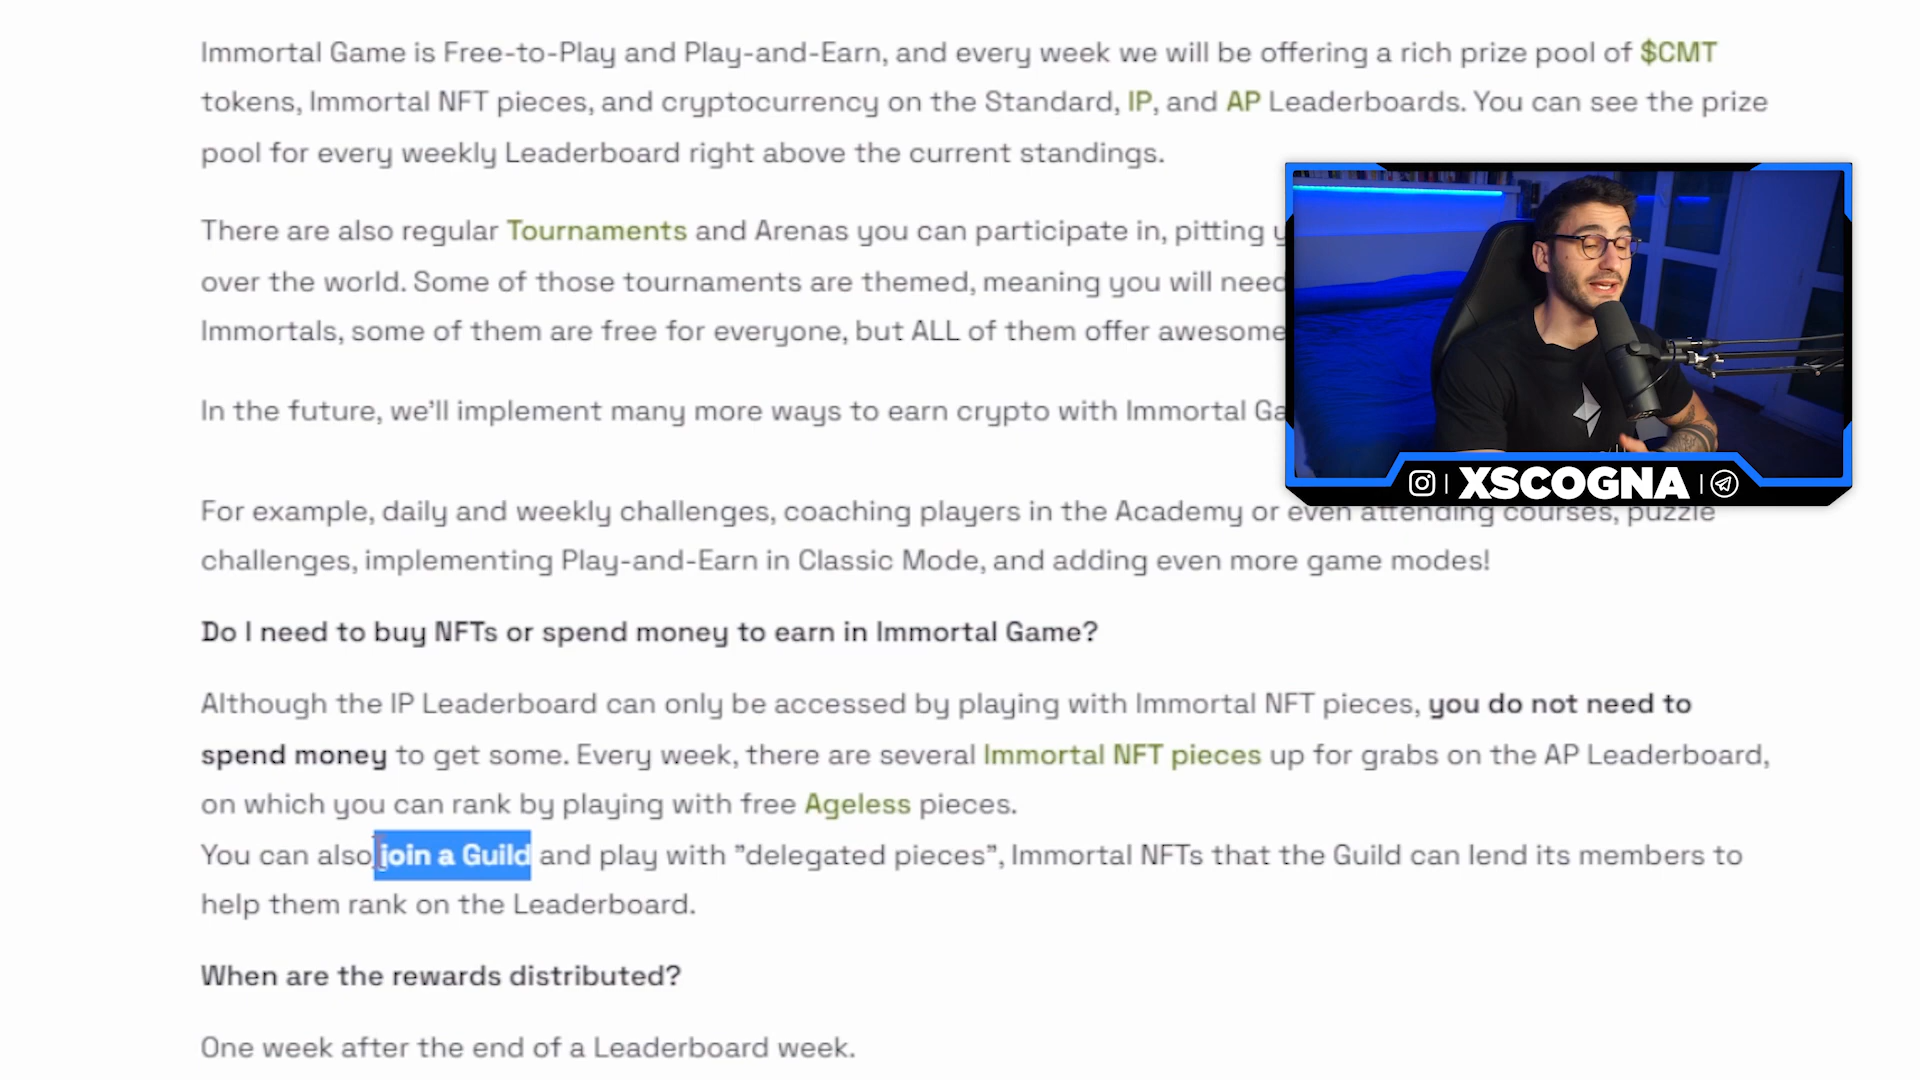 Immortal Game is Free-to-Play and Play-and-Earn, and every week we will be offering a rich prize pool of $CMT
tokens, Immortal NFT pieces, and cryptocurrency on the Standard, IP, and AP Leaderboards. You can see the prize
pool for every weekly Leaderboard right above the current standings.
There are also regular Tournaments and Arenas you can participate in, pitting y
over the world. Some of those tournaments are themed, meaning you will need
Immortals, some of them are free for everyone, but ALL of them offer awesome
In the future, we'll implement many more ways to earn crypto with Immortal Ga
XSCOGNA
For example, daily and weekly challenges, coaching players in the Academy or even attending courses, puzzle
challenges, implementing Play-and-Earn in Classic Mode, and adding even more game modes!
Do I need to buy NFTs or spend money to earn in Immortal Game?
Although the IP Leaderboard can only be accessed by playing with Immortal NFT pieces, you do not need to
spend money to get some. Every week, there are several Immortal NFT pieces up for grabs on the AP Leaderboard,
on which you can rank by playing with free Ageless pieces.
You can also join a Guild and play with "delegated pieces", Immortal NFTs that the Guild can lend its members to
help them rank on the Leaderboard.
When are the rewards distributed?
One week after the end of a Leaderboard week.